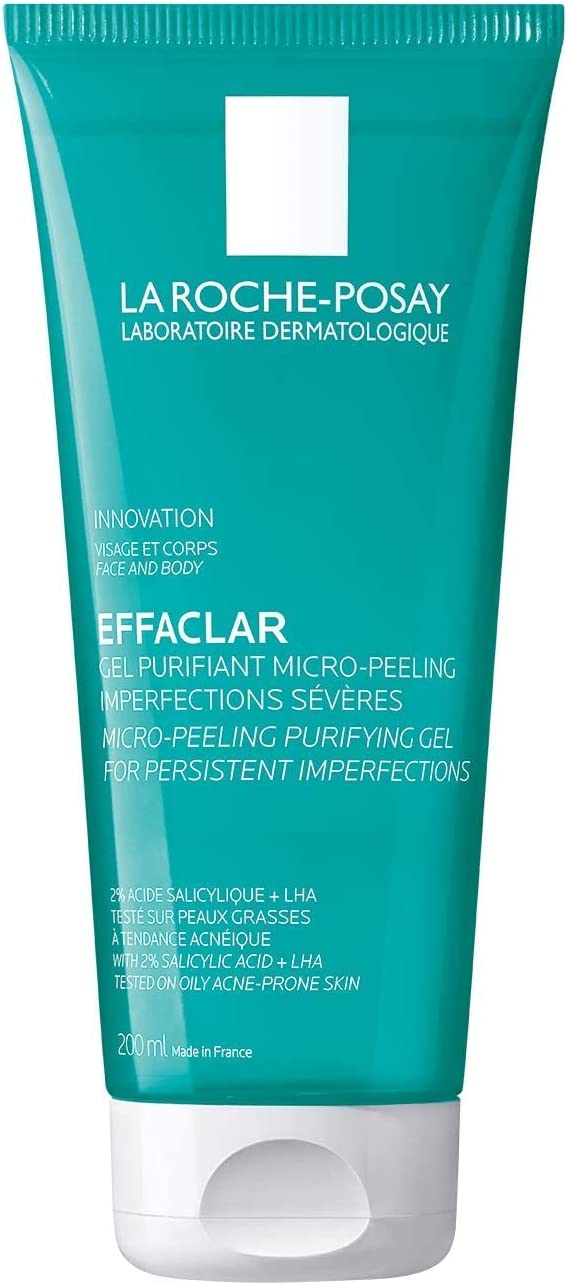 LA ROCHE-POSAY
LABORATOIRE DERMATOLOGIQUE
INNOVATION
VISAGE ET CORPS
FACE AND BODY
EFFACLAR
GEL PURIFIANT MICRO-PEELING
IMPERFECTIONS SÉVÈRES
MICRO-PEELING PURIFYING GEL
FOR PERSISTENT IMPERFECTIONS
2% ACIDE SALICYLIQUE + LHA
TESTÉ SUR PEAUX GRASSES
À TENDANCE ACNÉIQUE
WITH 2% SALICYLIC ACID + LHA
TESTED ON OILY ACNE-PRONE SKIN
200ml Made in France